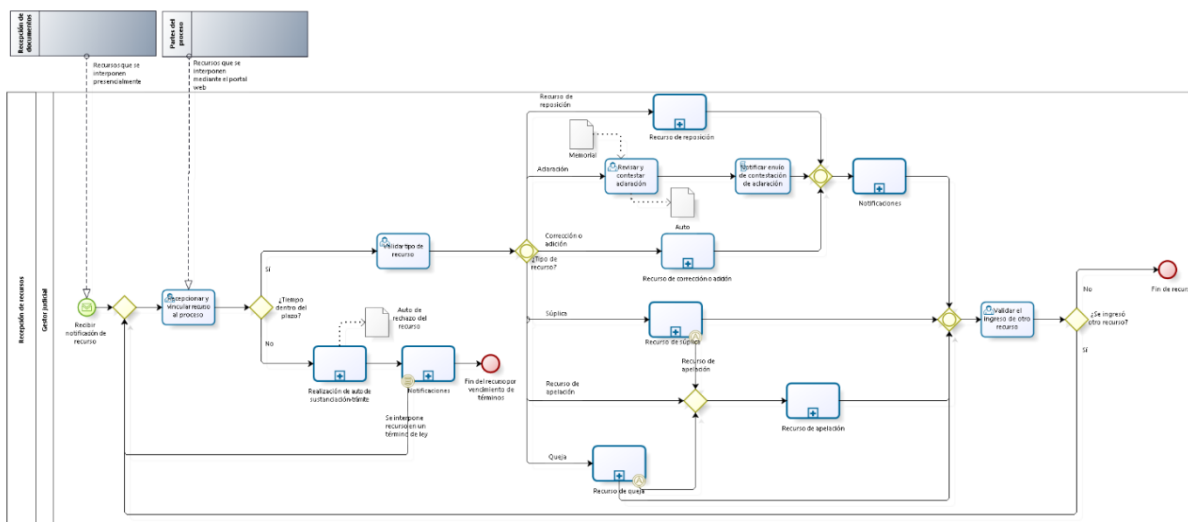 Recepción de
documentos
Partes del
proceso
Recursos que se
interponen
presencialmente
Recursos que se
interponen
mediante el portal
web
Recepción de recursos
Gestor judicial
Recibir
notificación de
recurso
Recepcionar y
vincular recurso
al proceso
¿Tiempo
dentro del
plazo?
Sí
No
Validar tipo de
recurso
Auto de
rechazo del
recurso
Realización de auto de
sustanciación-trámite
Notificaciones
Fin del recurso por
vencimiento de
términos
Se interpone
recurso en un
término de ley
¿Tipo de
recurso?
Recurso de
reposición
Recurso de reposición
Memorial
Aclaración
Revisar y
contestar
aclaración
Auto
Notificar envío
de contestación
de aclaración
Notificaciones
Corrección o
adición
Recurso de corrección o adición
Súplica
Recurso de súplica
Recurso de
apelación
Recurso de
apelación
Recurso de apelación
Queja
Recurso de queja
Validar el
ingreso de otro
recurso
¿Se ingresó
otro recurso?
No
Sí
Fin de recurs